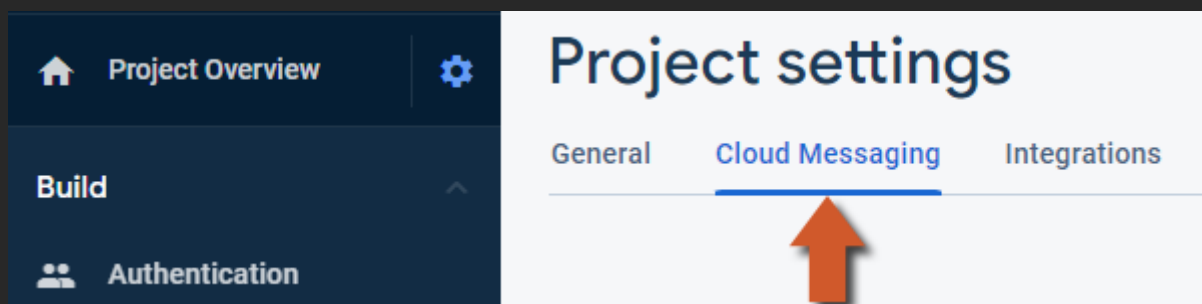 Project Overview
Project settings
General Cloud Messaging Integrations
Build
Authentication